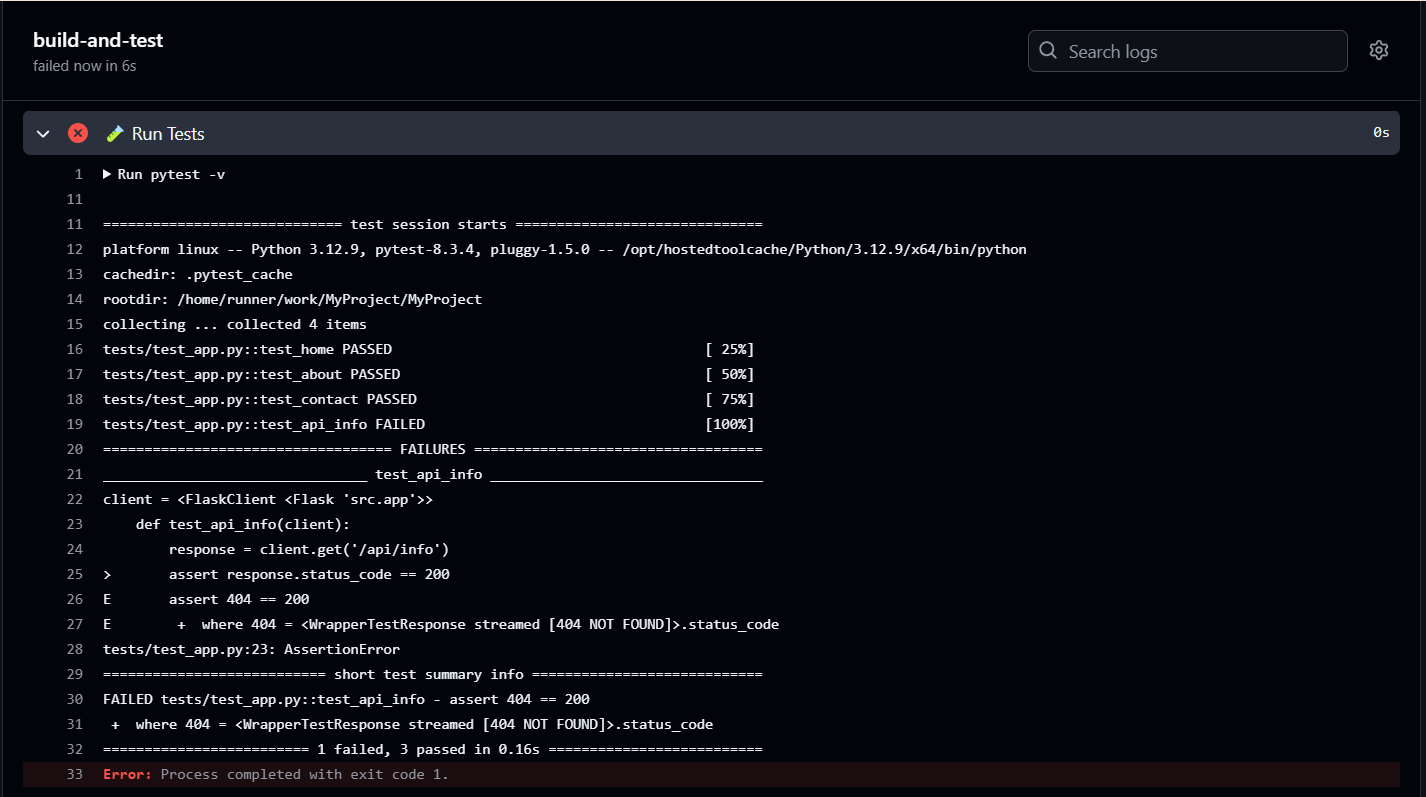 build-and-test
failed now in 6s
Search logs
Run Tests 0s
1 Run pytest -v
11
11 ============================= test session starts ==============================
12 platform linux -- Python 3.12.9, pytest-8.3.4, pluggy-1.5.0 -- /opt/hostedtoolcache/Python/3.12.9/x64/bin/python
13 cachedir: .pytest_cache
14 rootdir: /home/runner/work/MyProject/MyProject
15 collecting ... collected 4 items
16 tests/test_app.py::test_home PASSED                                      [ 25%]
17 tests/test_app.py::test_about PASSED                                     [ 50%]
18 tests/test_app.py::test_contact PASSED                                   [ 75%]
19 tests/test_app.py::test_api_info FAILED                                  [100%]
20 =================================== FAILURES ===================================
21 ________________________________ test_api_info _________________________________
22 client = <FlaskClient <Flask 'src.app'>>
23     def test_api_info(client):
24         response = client.get('/api/info')
25 >       assert response.status_code == 200
26 E       assert 404 == 200
27 E        +  where 404 = <WrapperTestResponse streamed [404 NOT FOUND]>.status_code
28 tests/test_app.py:23: AssertionError
29 =========================== short test summary info ============================
30 FAILED tests/test_app.py::test_api_info - assert 404 == 200
31  +  where 404 = <WrapperTestResponse streamed [404 NOT FOUND]>.status_code
32 ========================= 1 failed, 3 passed in 0.16s ==========================
33 Error: Process completed with exit code 1.